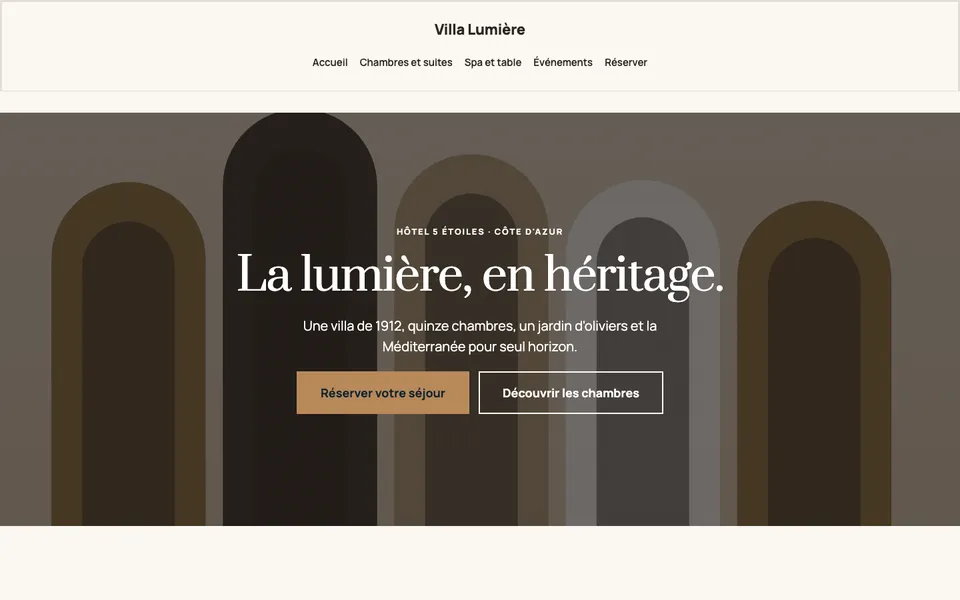 Villa Lumière
Accueil Chambres et suites Spa et table Événements Réserver
HÔTEL 5 ÉTOILES · CÔTE D'AZUR
La lumière, en héritage.
Une villa de 1912, quinze chambres, un jardin d'oliviers et la
Méditerranée pour seul horizon.
Réserver votre séjour Découvrir les chambres